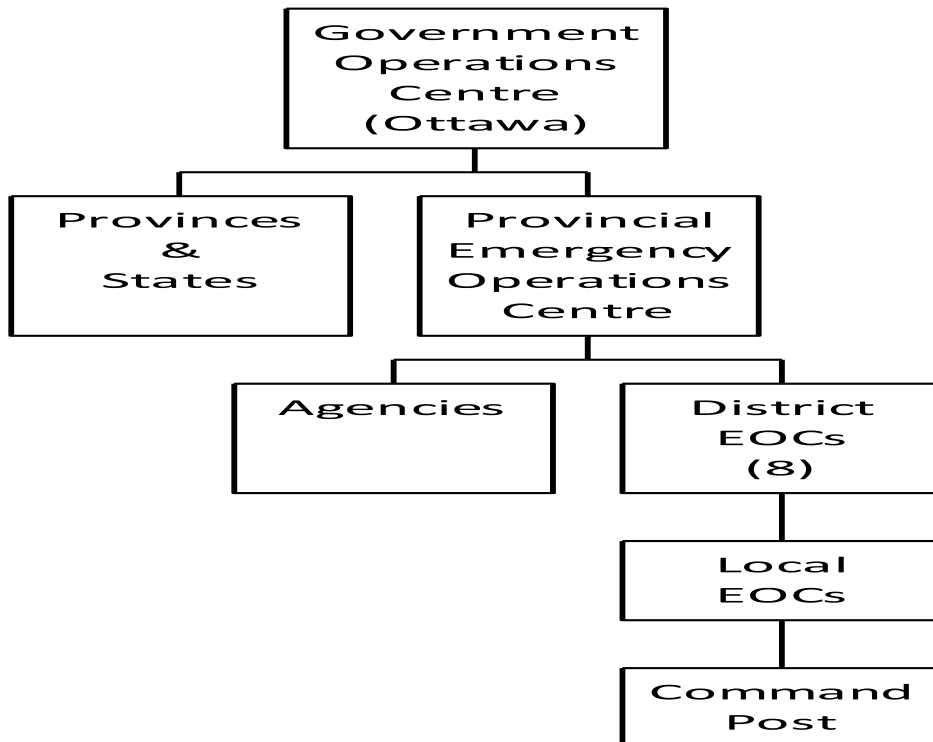 Government
Operations
Centre
(Ottawa)
Provinces
&
States
Provincial
Emergency
Operations
Centre
Agencies
District
EOCs
(8)
Local
EOCs
Command
Post